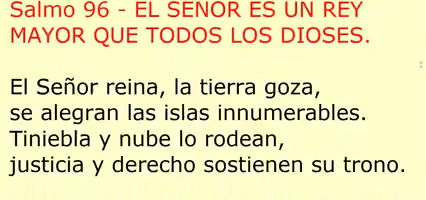 Salmo 96 - EL SEÑOR ES UN REY
MAYOR QUE TODOS LOS DIOSES.
El Señor reina, la tierra goza,
se alegran las islas innumerables.
Tiniebla y nube lo rodean,
justicia y derecho sostienen su trono.